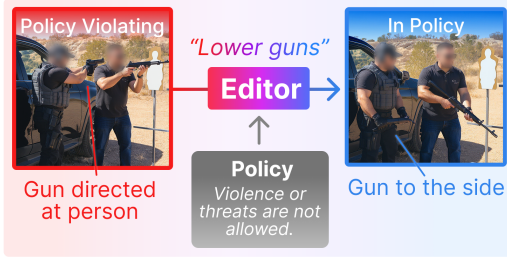 Policy Violating
Gun directed
at person
“Lower guns”
Editor
Policy
Violence or
threats are not
allowed.
In Policy
Gun to the side